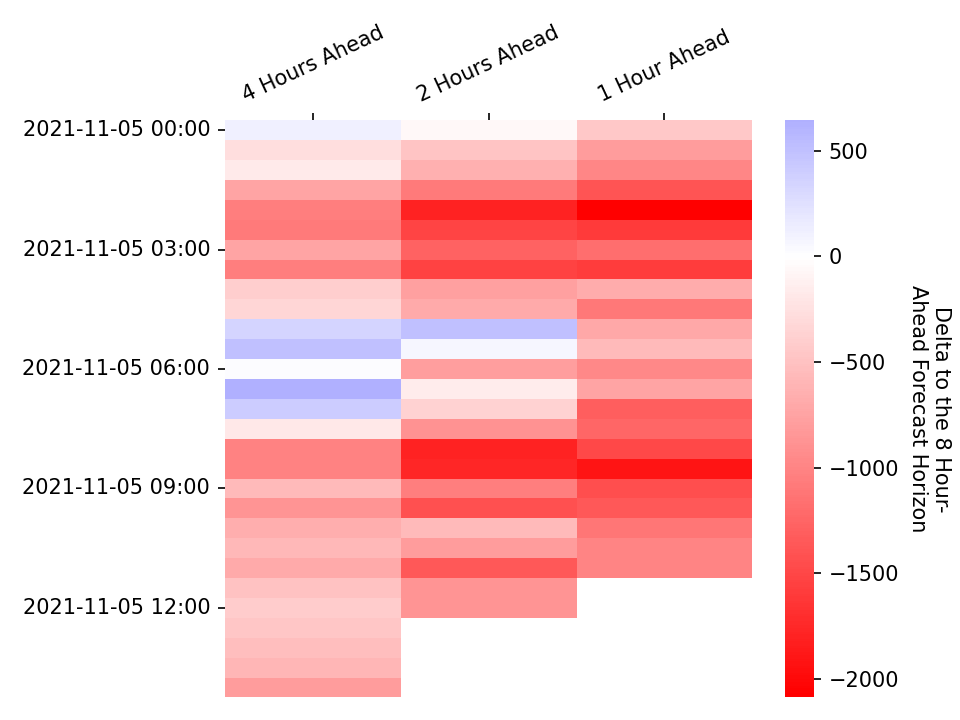 4 Hours Ahead
2 Hours Ahead
1 Hour Ahead
2021-11-05 00:00
2021-11-05 03:00
2021-11-05 06:00
2021-11-05 09:00
2021-11-05 12:00
500
0
−500
−1000
−1500
−2000
Delta to the 8 Hour-
Ahead Forecast Horizon